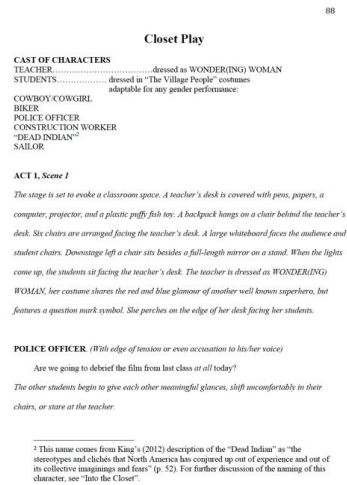 88
Closet Play
CAST OF CHARACTERS
TEACHER……………………………dressed as WONDER(ING) WOMAN
STUDENTS……………… dressed in “The Village People” costumes
adaptable for any gender performance:
COWBOY/COWGIRL
BIKER
POLICE OFFICER
CONSTRUCTION WORKER
“DEAD INDIAN”²
SAILOR
ACT 1, Scene 1
The stage is set to evoke a classroom space. A teacher’s desk is covered with pens, papers, a
computer, projector, and a plastic puffy fish toy. A backpack hangs on a chair behind the teacher’s
desk. Six chairs are arranged facing the teacher’s desk. A large whiteboard faces the audience and
student chairs. Downstage left a chair sits besides a full-length mirror on a stand. When the lights
come up, the students sit facing the teacher’s desk. The teacher is dressed as WONDER(ING)
WOMAN, her costume shares the red and blue glamour of another well known superhero, but
features a question mark symbol. She perches on the edge of her desk facing her students.
POLICE OFFICER. (With edge of tension or even accusation to his/her voice)
Are we going to debrief the film from last class at all today?
The other students begin to give each other meaningful glances, shift uncomfortably in their
chairs, or stare at the teacher.
² This name comes from King’s (2012) description of the “Dead Indian” as “the
stereotypes and clichés that North America has conjured up out of experience and out of
its collective imaginings and fears” (p. 52). For further discussion of the naming of this
character, see “Into the Closet”.